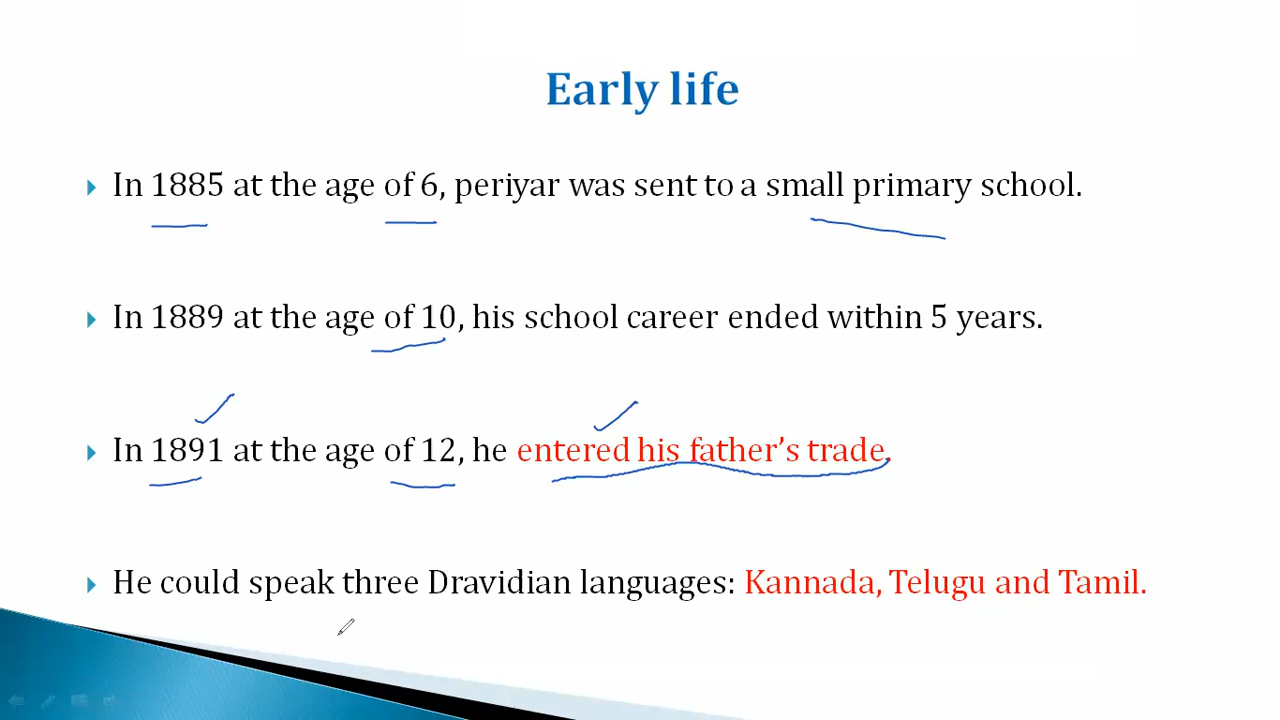 Early life
In 1885 at the age of 6, periyar was sent to a small primary school.
In 1889 at the age of 10, his school career ended within 5 years.
In 1891 at the age of 12, he entered his father’s trade.
He could speak three Dravidian languages: Kannada, Telugu and Tamil.